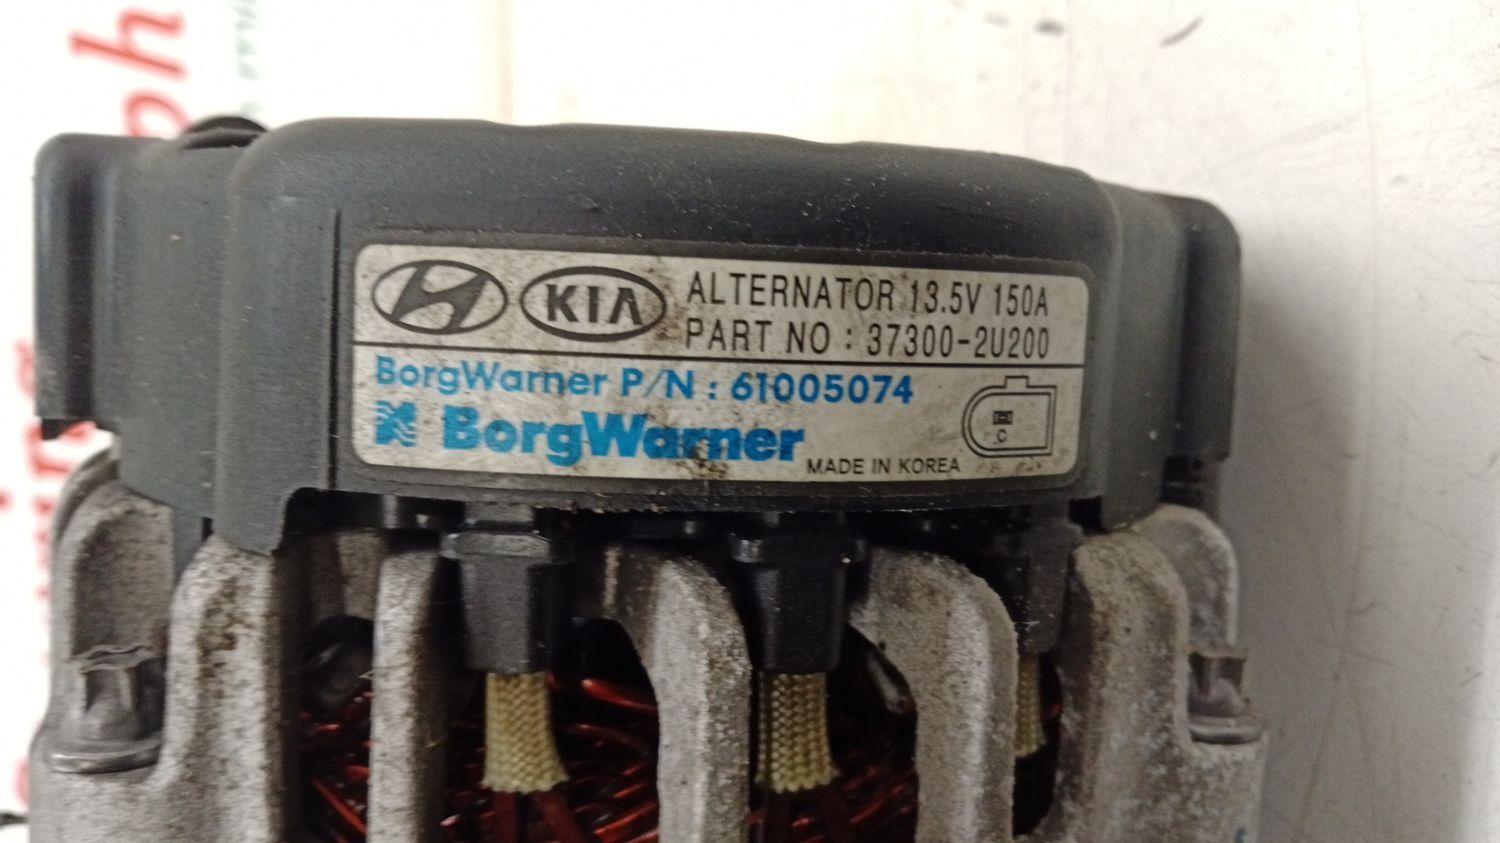 KIA
ALTERNATOR 13.5V 150A
PART NO : 37300-2U200
BorgWarner P/N : 61005074
BorgWarner
MADE IN KOREA
C